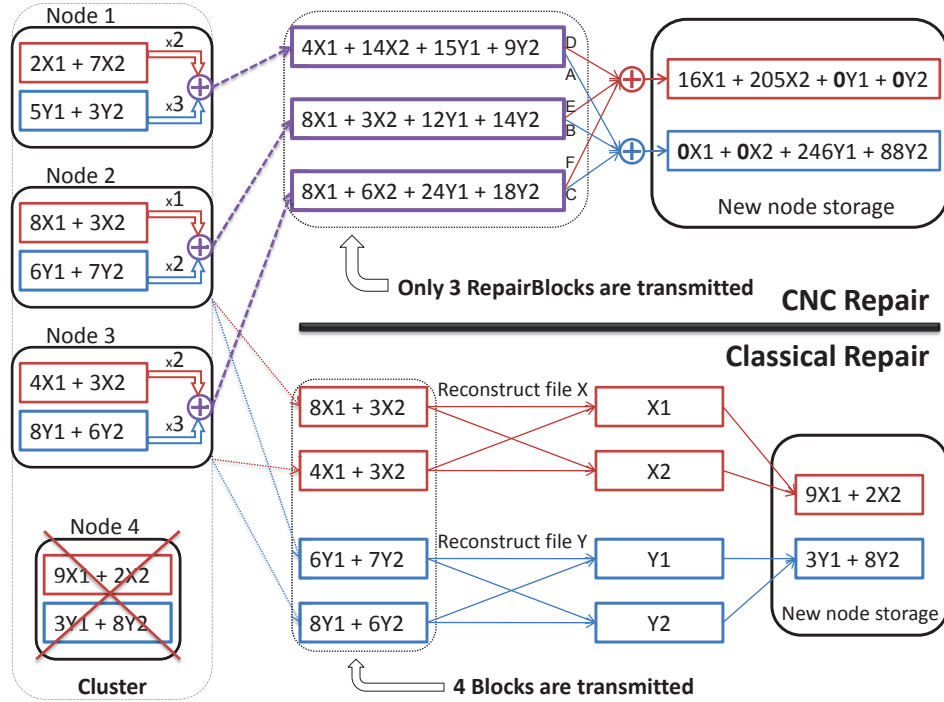 Node 1
x2
2X1 + 7X2
5Y1 + 3Y2
x3
Node 2
x1
8X1 + 3X2
6Y1 + 7Y2
x2
Node 3
x2
4X1 + 3X2
8Y1 + 6Y2
x3
Node 4
9X1 + 2X2
3Y1 + 8Y2
Cluster
4X1 + 14X2 + 15Y1 + 9Y2
8X1 + 3X2 + 12Y1 + 14Y2
8X1 + 6X2 + 24Y1 + 18Y2
D
A
E
B
F
C
16X1 + 205X2 + 0Y1 + 0Y2
0X1 + 0X2 + 246Y1 + 88Y2
New node storage
Only 3 RepairBlocks are transmitted
CNC Repair
Classical Repair
8X1 + 3X2
4X1 + 3X2
6Y1 + 7Y2
8Y1 + 6Y2
Reconstruct file X
X1
X2
Reconstruct file Y
Y1
Y2
9X1 + 2X2
3Y1 + 8Y2
New node storage
4 Blocks are transmitted